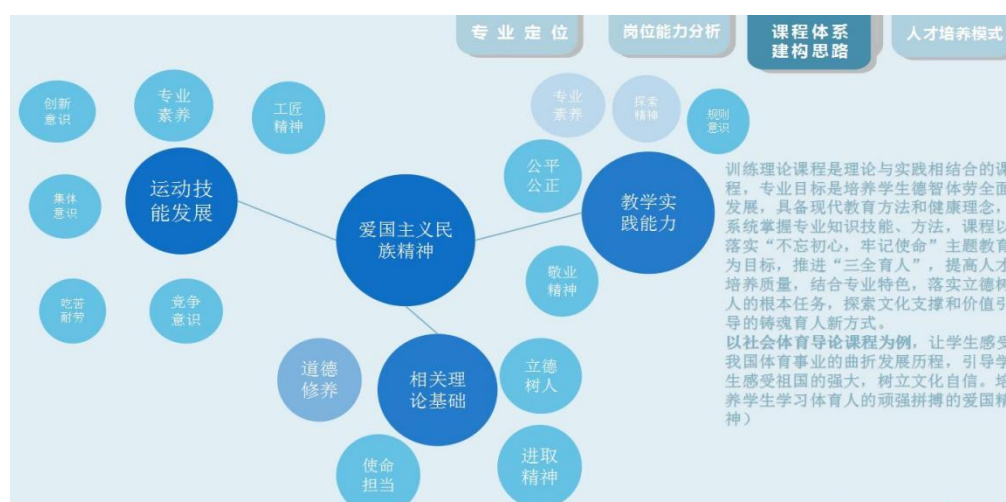 专业定位
岗位能力分析
课程体系
建构思路
人才培养模式
创新
意识
专业
素养
工匠
精神
集体
意识
运动技
能发展
吃苦
耐劳
竞争
意识
爱国主义民
族精神
专业
素养
探索
精神
规则
意识
公平
公正
教学实
践能力
敬业
精神
道德
修养
相关理
论基础
立德
树人
使命
担当
进取
精神
训练理论课程是理论与实践相结合的课
程，专业目标是培养学生德智体劳全面
发展，具备现代教育方法和健康理念，
系统掌握专业知识技能、方法，课程以
落实“不忘初心，牢记使命”主题教育
为目标，推进“三全育人”，提高人才
培养质量，结合专业特色，落实立德树
人的根本任务，探索文化支撑和价值引
导的铸魂育人新方式。
以社会体育导论课程为例，让学生感受
我国体育事业的曲折发展历程，引导学
生感受祖国的强大，树立文化自信。培
养学生学习体育人的顽强拼搏的爱国精
神）